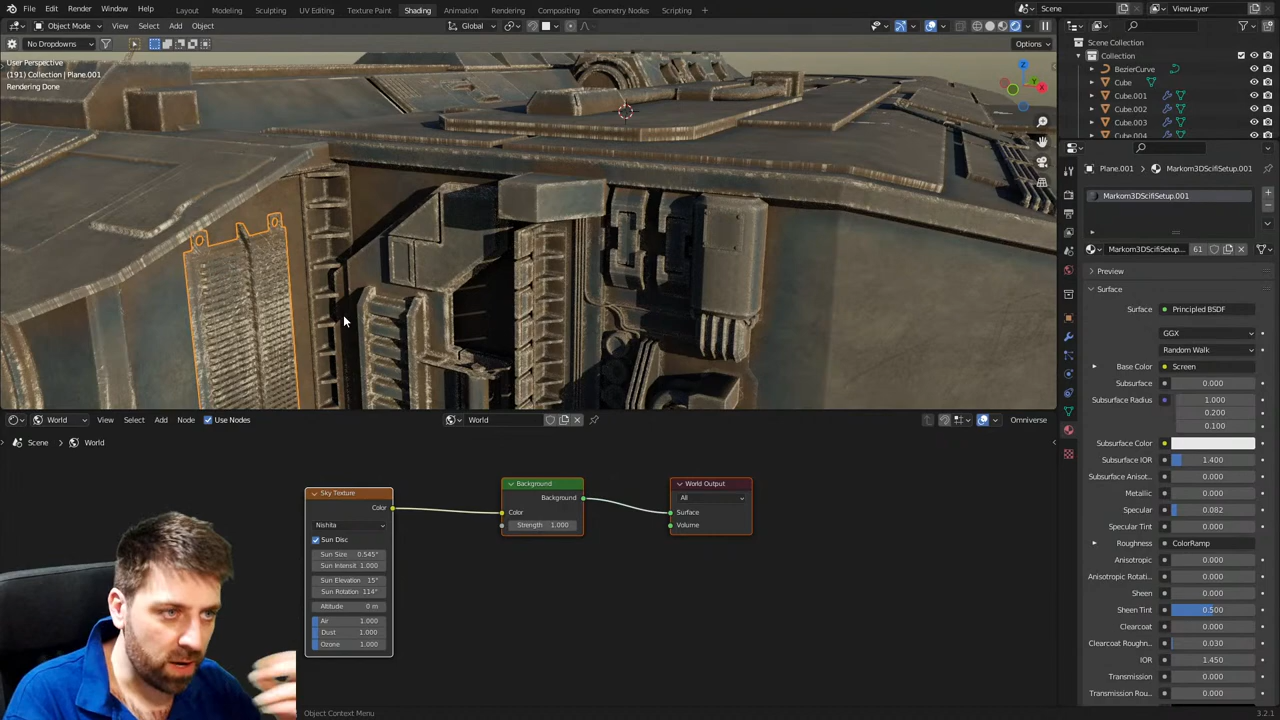 File Edit Render Window Help Layout Modeling Sculpting UV Editing Texture Paint Shading Animation Rendering Compositing Geometry Nodes Scripting Scene ViewLayer
Object Mode View Select Add Object Global
No Dropdowns Options
User Perspective
(191) Collection | Plane.001
Rendering Done
Z
Y
X
Scene Collection
Collection
BezierCurve
Cube
Cube.001
Cube.002
Cube.003
Cube.004
Plane.001 Markom3DScifiSetup.001
Markom3DScifiSetup.001
Markom3DScifiSetup... 61
Preview
Surface
Surface Principled BSDF
GGX
Random Walk
Base Color Screen
Subsurface 0.000
Subsurface Radius 1.000
0.200
0.100
Subsurface Color
Subsurface IOR 1.400
Subsurface Anisot... 0.000
Metallic 0.000
Specular 0.082
Specular Tint 0.000
Roughness ColorRamp
Anisotropic 0.000
Anisotropic Rotati... 0.000
Sheen 0.000
Sheen Tint 0.500
Clearcoat 0.000
Clearcoat Roughn... 0.030
IOR 1.450
Transmission 0.000
Transmission Rou... 0.000
World View Select Add Node Use Nodes World Omniverse
Scene World
Sky Texture
Color
Nishita
Sun Disc
Sun Size 0.545°
Sun Intensit 1.000
Sun Elevation 15°
Sun Rotation 114°
Altitude 0 m
Air 1.000
Dust 1.000
Ozone 1.000
Background
Background
Color
Strength 1.000
World Output
All
Surface
Volume
Object Context Menu
3.2.1